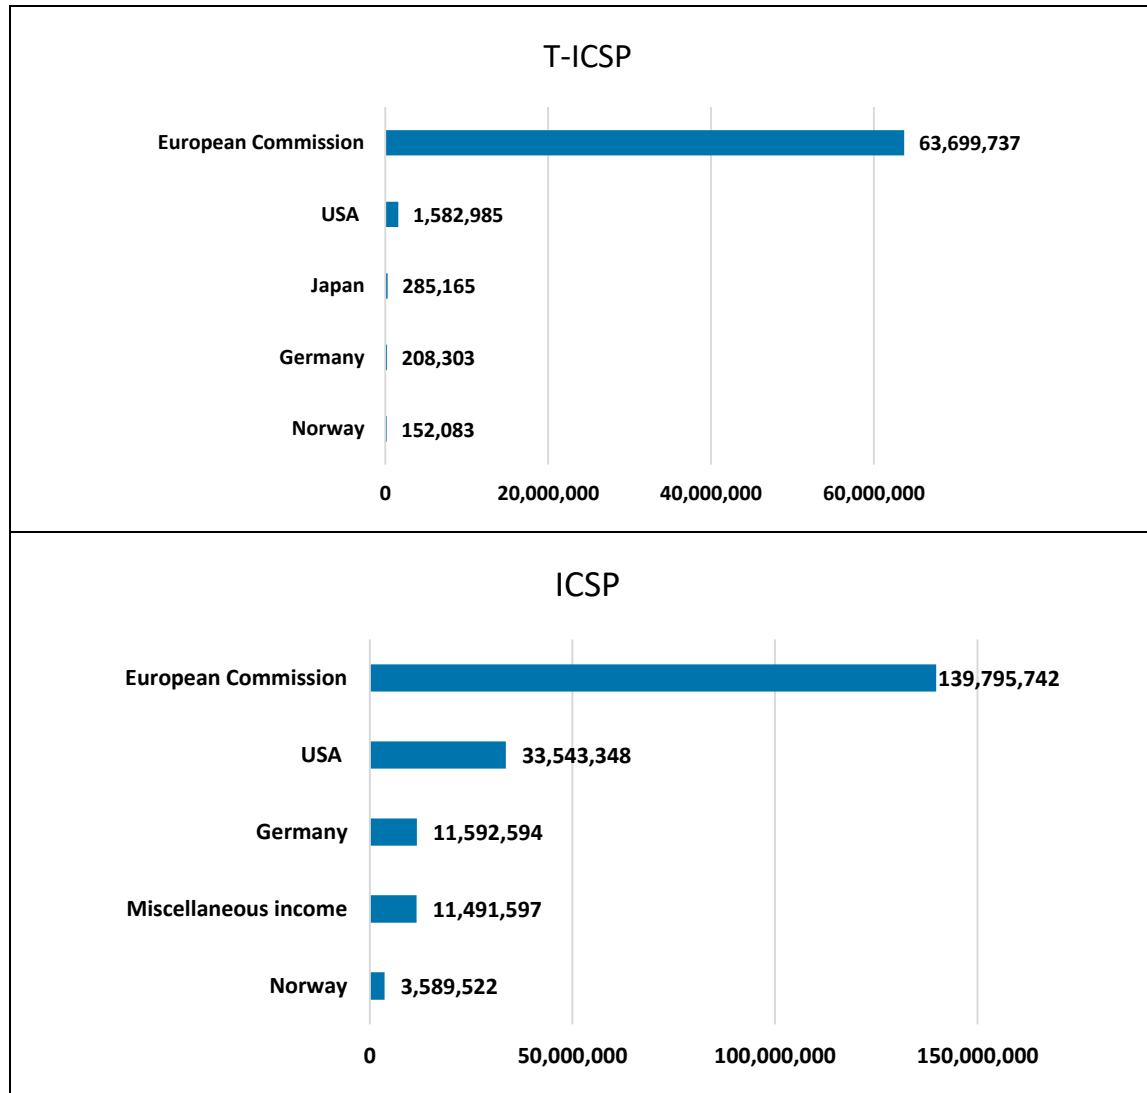 T-ICSP
European Commission 63,699,737
USA 1,582,985
Japan 285,165
Germany 208,303
Norway 152,083
0 20,000,000 40,000,000 60,000,000
ICSP
European Commission 139,795,742
USA 33,543,348
Germany 11,592,594
Miscellaneous income 11,491,597
Norway 3,589,522
0 50,000,000 100,000,000 150,000,000